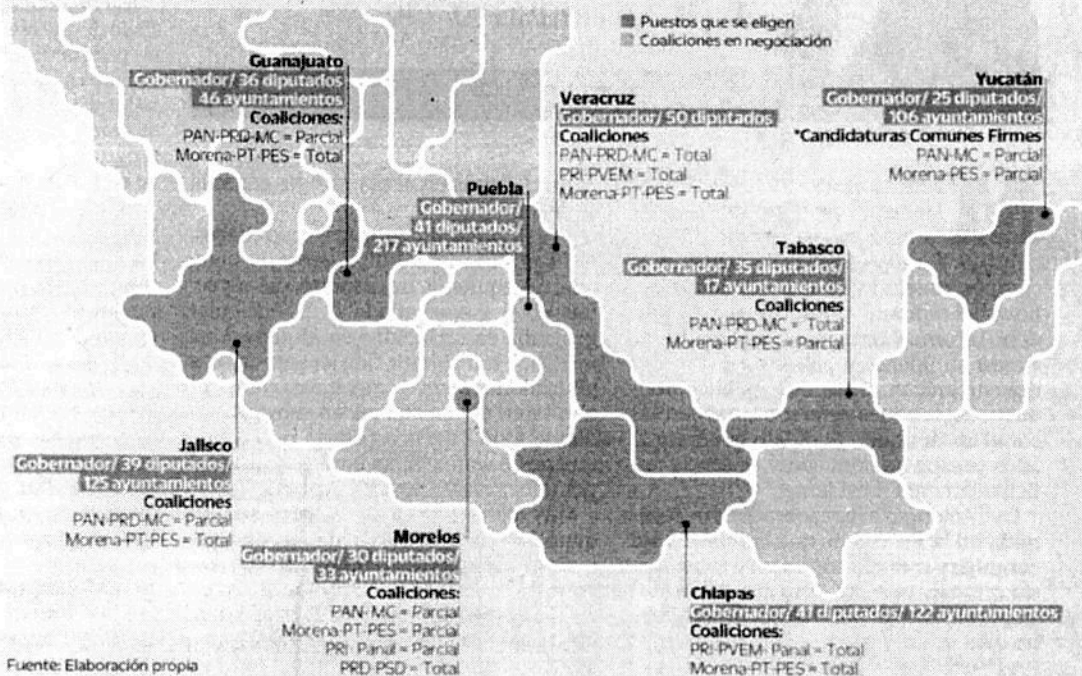 Puestos que se eligen
Coaliciones en negociación
Guanajuato
Gobernador/ 36 diputados
46 ayuntamientos
Coaliciones:
PAN-PRD-MC = Parcial
Morena-PT-PES = Total
Veracruz
Gobernador/ 50 diputados
Coaliciones
PAN-PRD-MC = Total
PRI-PVEM = Total
Morena-PT-PES = Total
Yucatán
Gobernador/ 25 diputados/
106 ayuntamientos
*Candidaturas Comunes Firmes
PAN-MC = Parcial
Morena-PES = Parcial
Puebla
Gobernador/
41 diputados/
217 ayuntamientos
Tabasco
Gobernador/ 35 diputados/
17 ayuntamientos
Coaliciones
PAN-PRD-MC = Total
Morena-PT-PES = Parcial
Jalisco
Gobernador/ 39 diputados/
125 ayuntamientos
Coaliciones
PAN-PRD-MC = Parcial
Morena-PT-PES = Total
Morelos
Gobernador/ 30 diputados/
33 ayuntamientos
Coaliciones:
PAN-MC = Parcial
Morena-PT-PES = Parcial
PRI-Panal = Parcial
PRD-PSD = Total
Chiapas
Gobernador/ 41 diputados/ 122 ayuntamientos
Coaliciones:
PRI-PVEM- Panal = Total
Morena-PT-PES = Total
Fuente: Elaboración propia